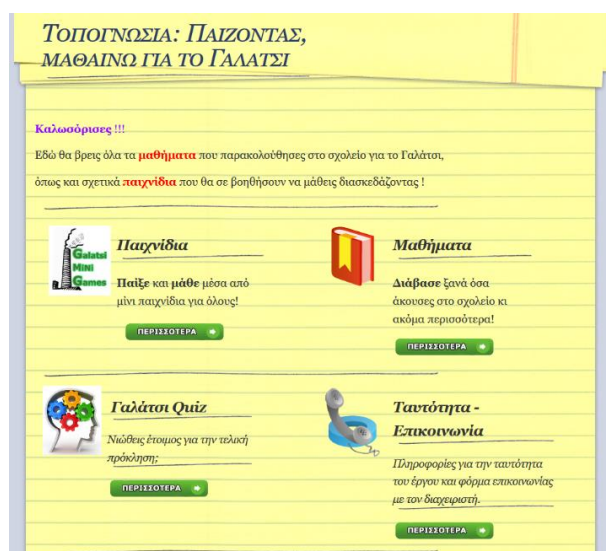 Τοπογνωσία: Παίζοντας,
μαθαίνω για το Γαλάτσι
Καλωσόρισες !!!
Εδώ θα βρεις όλα τα μαθήματα που παρακολούθησες στο σχολείο για το Γαλάτσι,
όπως και σχετικά παιχνίδια που θα σε βοηθήσουν να μάθεις διασκεδάζοντας !
Galatsi
MiNi
Games
Παιχνίδια
Παίξε και μάθε μέσα από
μίνι παιχνίδια για όλους!
ΠΕΡΙΣΣΟΤΕΡΑ
Μαθήματα
Διάβασε ξανά όσα
άκουσες στο σχολείο κι
ακόμα περισσότερα!
ΠΕΡΙΣΣΟΤΕΡΑ
Γαλάτσι Quiz
Νιώθεις έτοιμος για την τελική
πρόκληση;
ΠΕΡΙΣΣΟΤΕΡΑ
Ταυτότητα -
Επικοινωνία
Πληροφορίες για την ταυτότητα
του έργου και φόρμα επικοινωνίας
με τον διαχειριστή.
ΠΕΡΙΣΣΟΤΕΡΑ